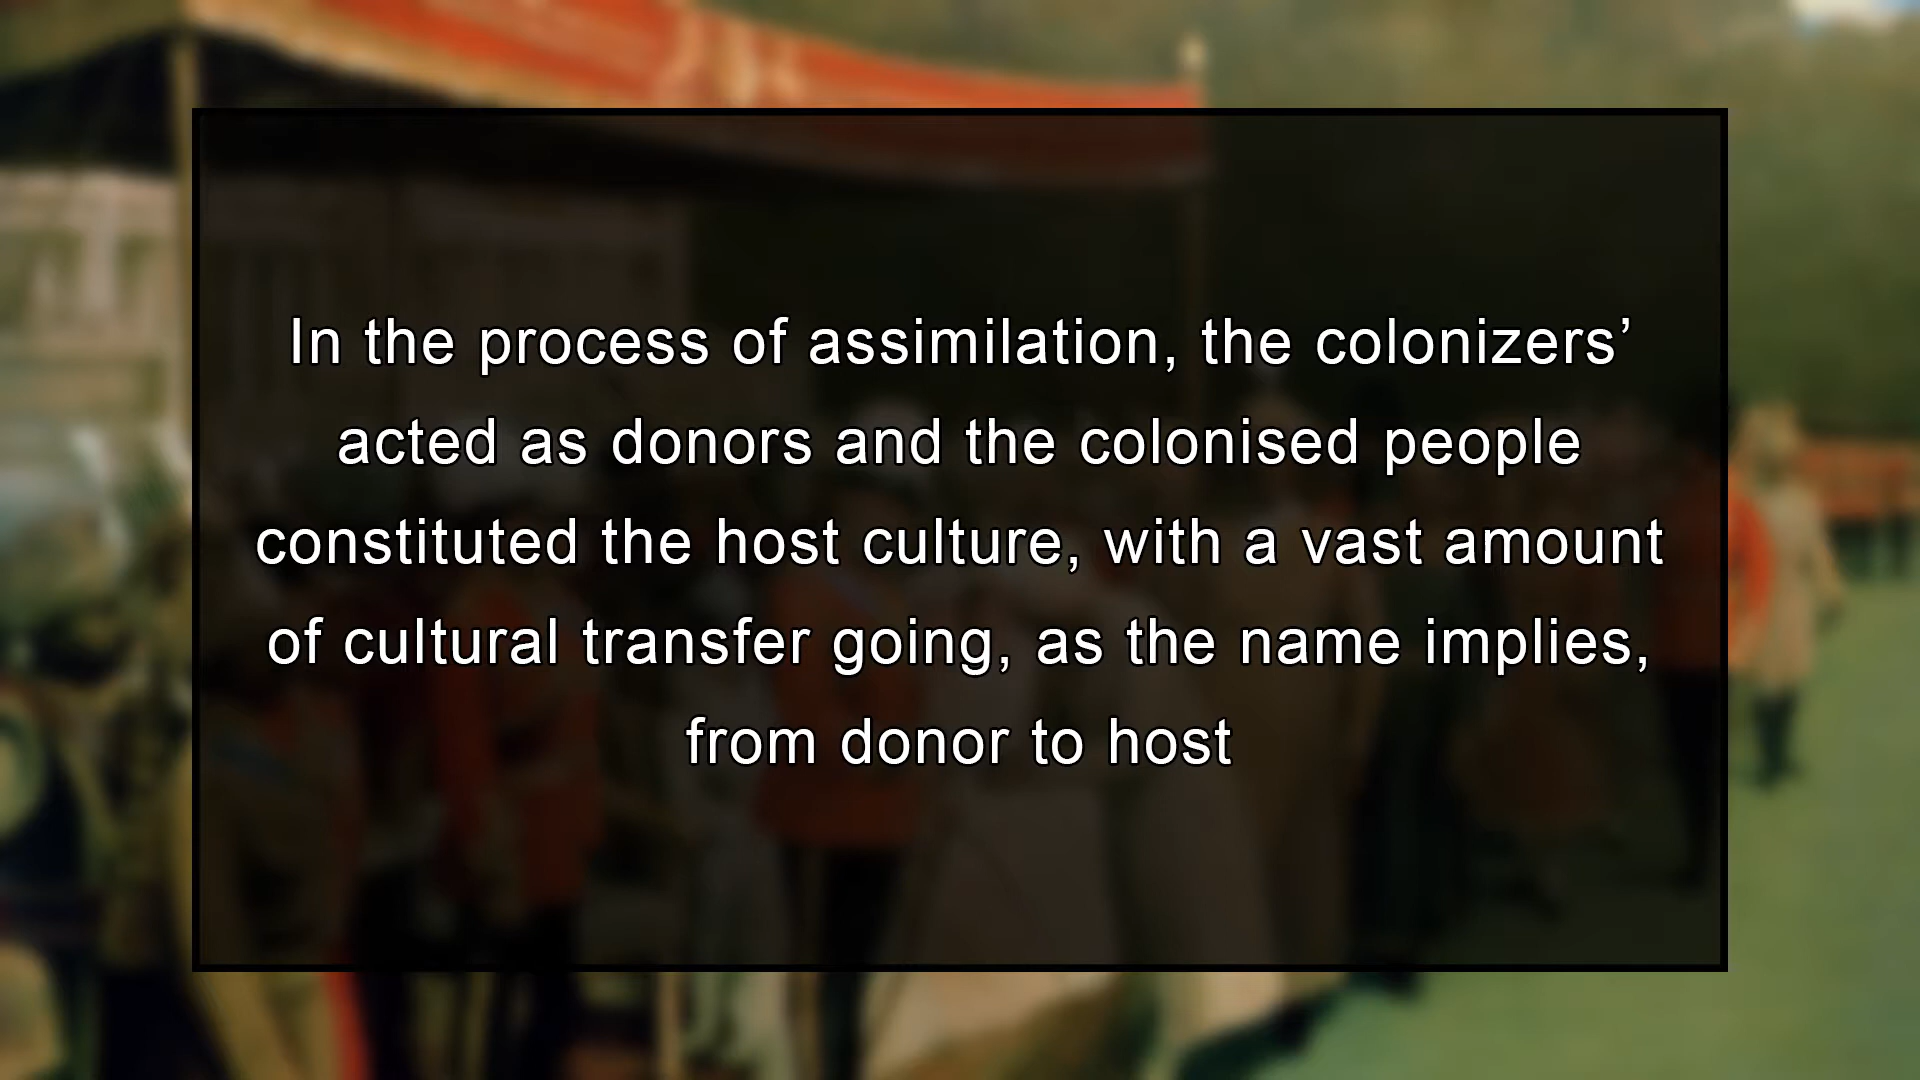 In the process of assimilation, the colonizers’
acted as donors and the colonised people
constituted the host culture, with a vast amount
of cultural transfer going, as the name implies,
from donor to host